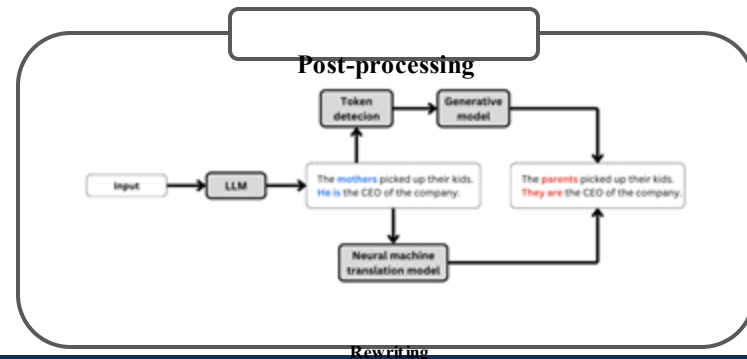 Post-processing
Token
detecion
Generative
model
Input
LLM
The mothers picked up their kids.
He is the CEO of the company.
The parents picked up their kids.
They are the CEO of the company.
Neural machine
translation model
Rewriting